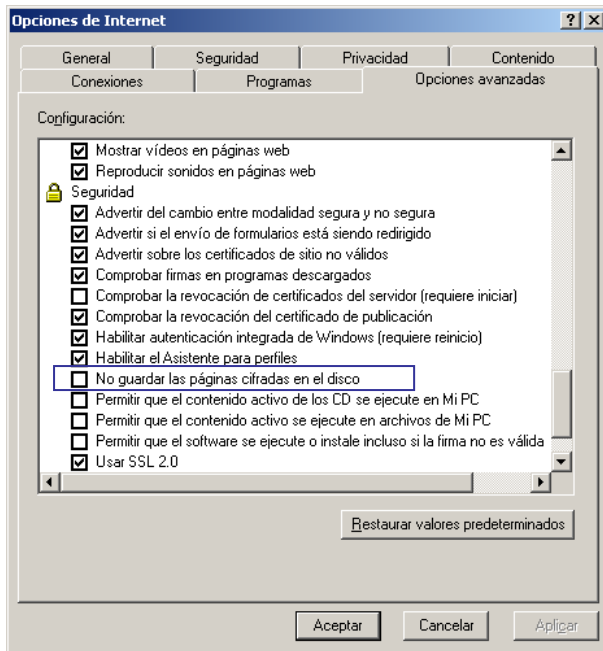 Opciones de Internet
General Seguridad Privacidad Contenido
Conexiones Programas Opciones avanzadas
Configuración:
Mostrar vídeos en páginas web
Reproducir sonidos en páginas web
Seguridad
Advertir del cambio entre modalidad segura y no segura
Advertir si el envío de formularios está siendo redirigido
Advertir sobre los certificados de sitio no válidos
Comprobar firmas en programas descargados
Comprobar la revocación de certificados del servidor (requiere iniciar)
Comprobar la revocación del certificado de publicación
Habilitar autenticación integrada de Windows (requiere reinicio)
Habilitar el Asistente para perfiles
No guardar las páginas cifradas en el disco
Permitir que el contenido activo de los CD se ejecute en Mi PC
Permitir que el contenido activo se ejecute en archivos de Mi PC
Permitir que el software se ejecute o instale incluso si la firma no es válida
Usar SSL 2.0
Restaurar valores predeterminados
Aceptar Cancelar Aplicar